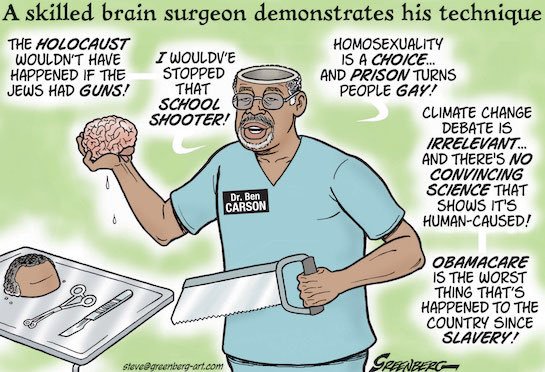 A skilled brain surgeon demonstrates his technique
THE HOLOCAUST
WOULDN'T HAVE
HAPPENED IF THE
JEWS HAD GUNS!
I WOULDV'E
STOPPED
THAT
SCHOOL
SHOOTER!
HOMOSEXUALITY
IS A CHOICE...
AND PRISON TURNS
PEOPLE GAY!
CLIMATE CHANGE
DEBATE IS
IRRELEVANT...
AND THERE'S NO
CONVINCING
SCIENCE THAT
SHOWS IT'S
HUMAN-CAUSED!
OBAMACARE
IS THE WORST
THING THAT'S
HAPPENED TO THE
COUNTRY SINCE
SLAVERY!
Dr. Ben
CARSON
steve@greenberg-art.com
GREENBERG